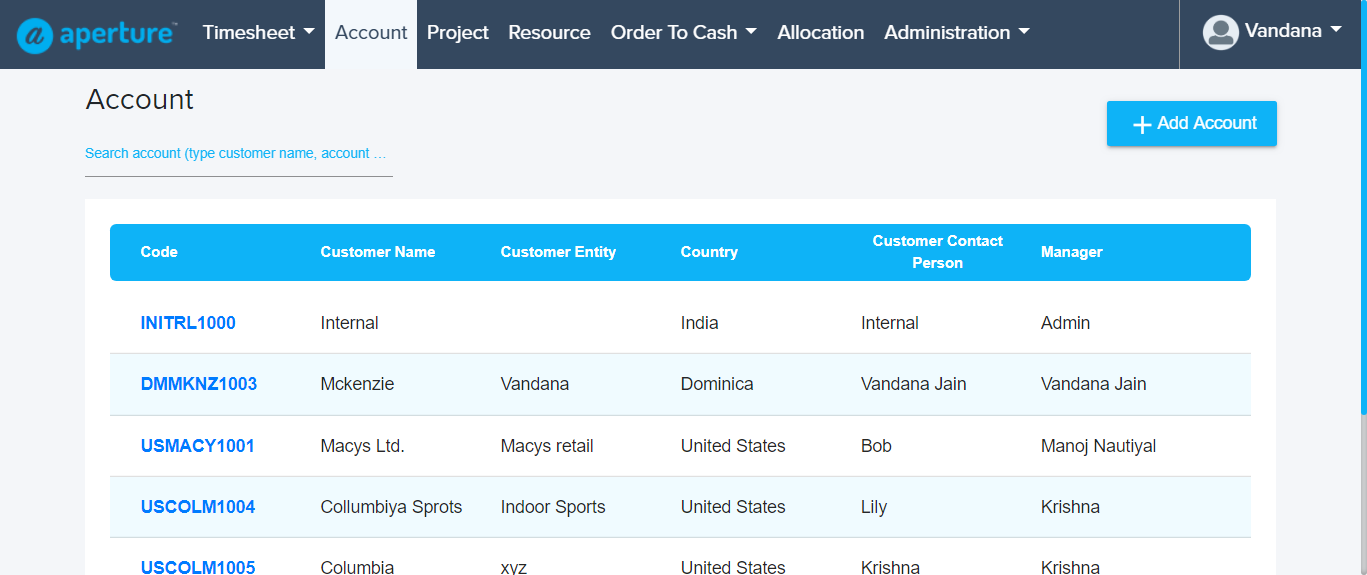 aperture™ Timesheet Account Project Resource Order To Cash Allocation Administration Vandana
Account
+ Add Account
Search account (type customer name, account ...
Code Customer Name Customer Entity Country Customer Contact Person Manager
INITRL1000 Internal India Internal Admin
DMMKNZ1003 Mckenzie Vandana Dominica Vandana Jain Vandana Jain
USMACY1001 Macys Ltd. Macys retail United States Bob Manoj Nautiyal
USCOLM1004 Collumbiya Sprots Indoor Sports United States Lily Krishna
USCOLM1005 Columbia xyz United States Krishna Krishna